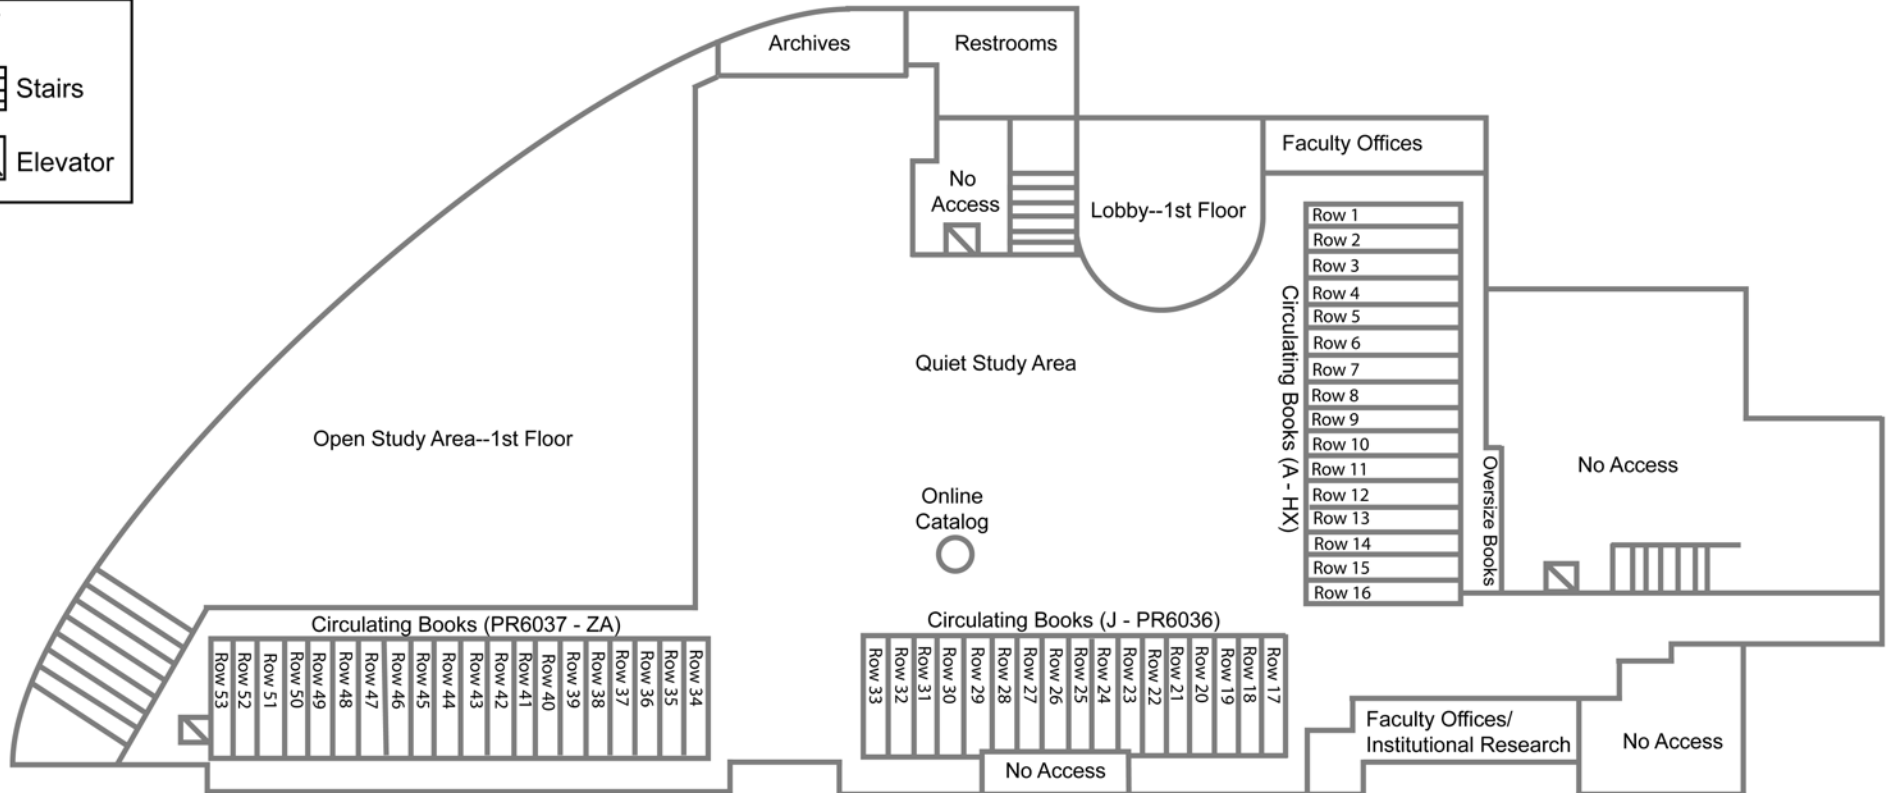 Stairs
Elevator
Archives
Restrooms
Faculty Offices
No
Access
Lobby--1st Floor
Row 1
Row 2
Row 3
Row 4
Row 5
Row 6
Row 7
Row 8
Row 9
Row 10
Row 11
Row 12
Row 13
Row 14
Row 15
Row 16
Circulating Books (A - HX)
Oversize Books
No Access
Quiet Study Area
Open Study Area--1st Floor
Online
Catalog
Circulating Books (PR6037 - ZA)
Row 53
Row 52
Row 51
Row 50
Row 49
Row 48
Row 47
Row 46
Row 45
Row 44
Row 43
Row 42
Row 41
Row 40
Row 39
Row 38
Row 37
Row 36
Row 35
Row 34
Circulating Books (J - PR6036)
Row 33
Row 32
Row 31
Row 30
Row 29
Row 28
Row 27
Row 26
Row 25
Row 24
Row 23
Row 22
Row 21
Row 20
Row 19
Row 18
Row 17
No Access
Faculty Offices/
Institutional Research
No Access